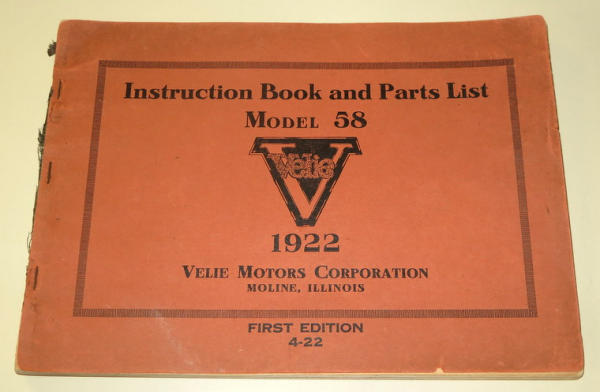 Instruction Book and Parts List
MODEL 58
Velie
1922
VELIE MOTORS CORPORATION
MOLINE, ILLINOIS
FIRST EDITION
4-22